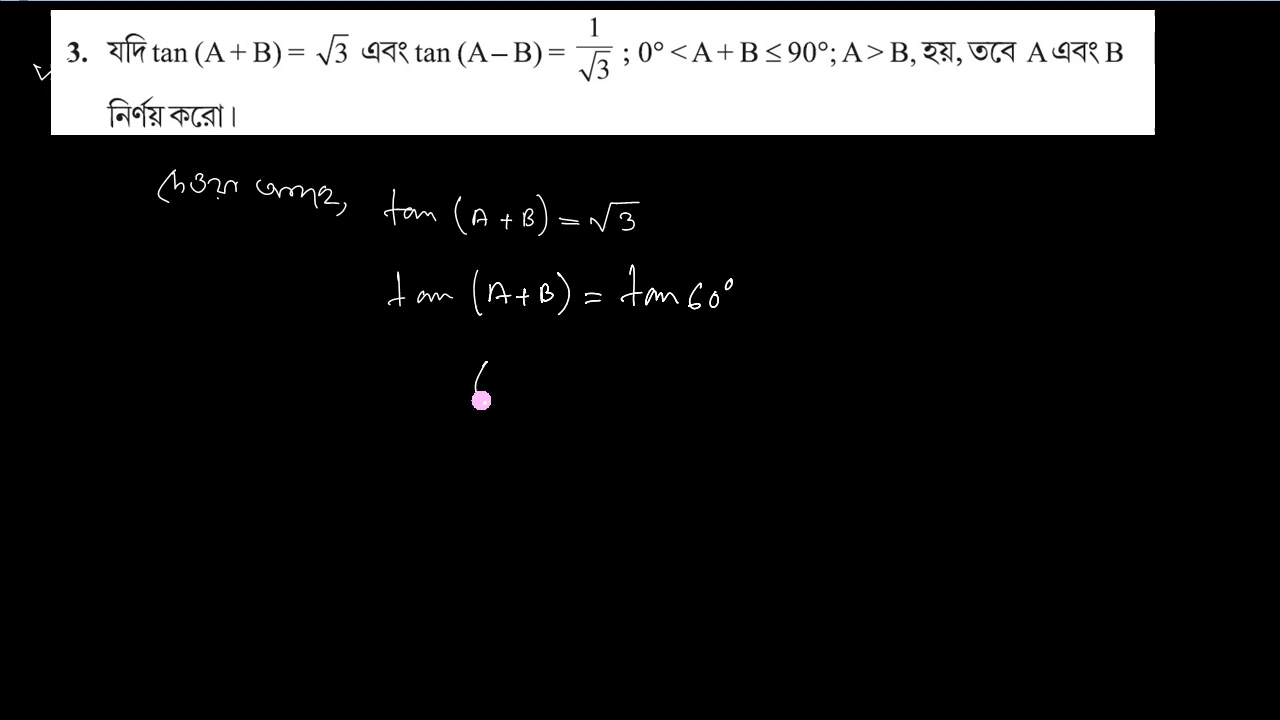 3. যদি tan (A + B) = √3 এবং tan (A – B) = 1/√3 ; 0° < A + B ≤ 90°; A > B, হয়, তবে A এবং B
নির্ণয় করো।
দেওয়া আছে, tan (A + B) = √3
tan (A + B) = tan 60°
(